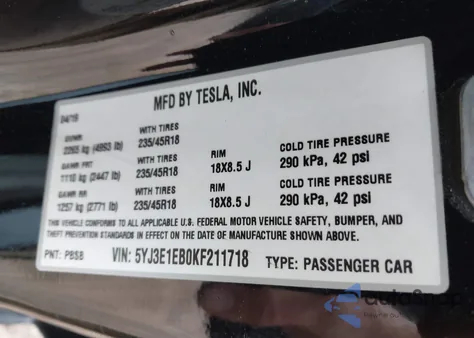 MFD BY TESLA, INC.
04/19
GVWR WITH TIRES RIM COLD TIRE PRESSURE
2265 kg (4993 lb) 235/45R18 18X8.5 J 290 kPa, 42 psi
GAWR FRT WITH TIRES RIM COLD TIRE PRESSURE
1110 kg (2447 lb) 235/45R18 18X8.5 J 290 kPa, 42 psi
GAWR RR WITH TIRES
1257 kg (2771 lb) 235/45R18
THIS VEHICLE CONFORMS TO ALL APPLICABLE U.S. FEDERAL MOTOR VEHICLE SAFETY, BUMPER, AND
THEFT PREVENTION STANDARDS IN EFFECT ON THE DATE OF MANUFACTURE SHOWN ABOVE.
PNT: PBSB VIN: 5YJ3E1EB0KF211718 TYPE: PASSENGER CAR